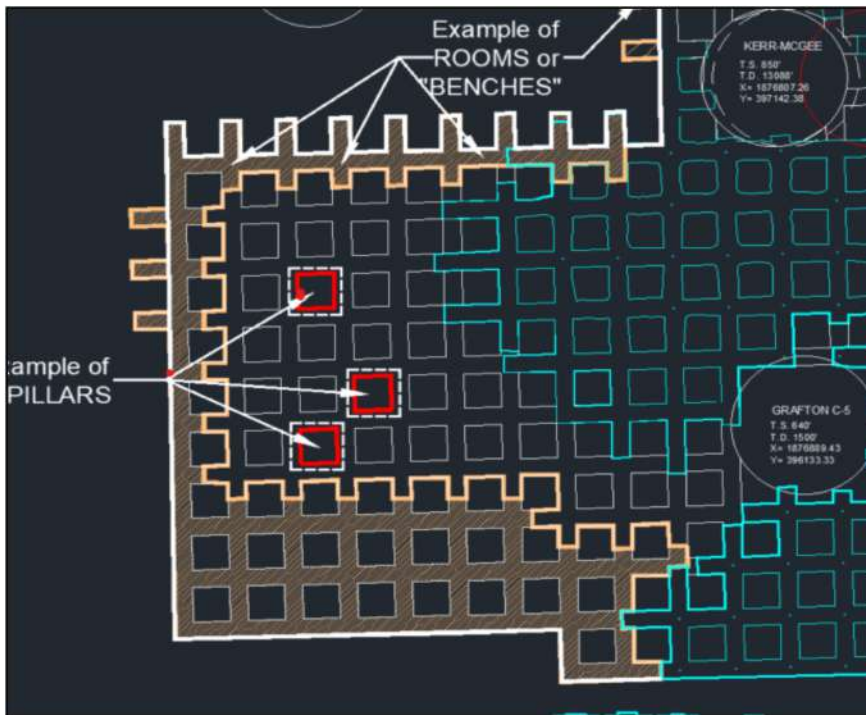 Example of
ROOMS or
"BENCHES"
KERR-MCGEE
T.S. 850'
T.D. 13088'
X= 1876887.26
Y= 397142.38
xample of
PILLARS
GRAFTON C-5
T.S. 640'
T.D. 1500'
X= 1876889.43
Y= 396133.33